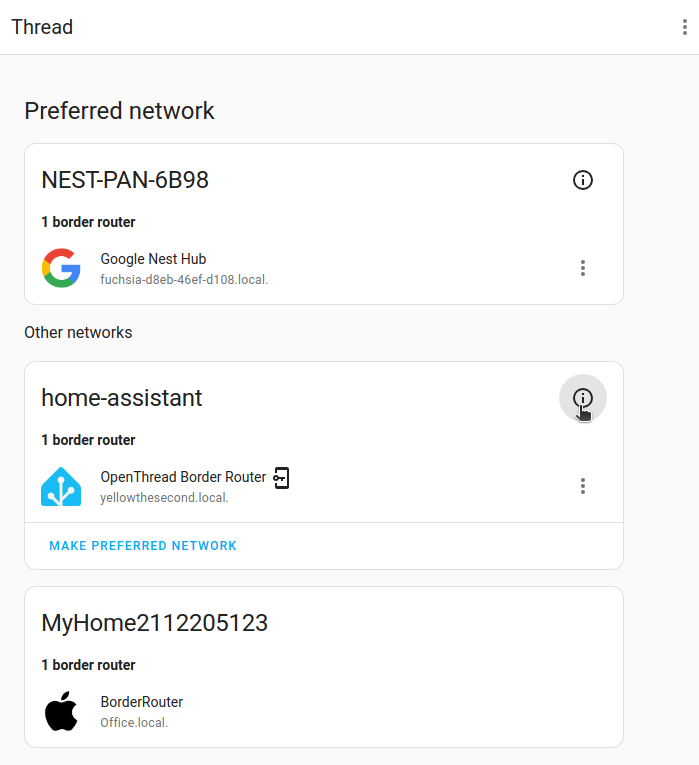 Thread
Preferred network
NEST-PAN-6B98
1 border router
Google Nest Hub
fuchsia-d8eb-46ef-d108.local.
Other networks
home-assistant
1 border router
OpenThread Border Router
yellowthesecond.local.
MAKE PREFERRED NETWORK
MyHome2112205123
1 border router
BorderRouter
Office.local.